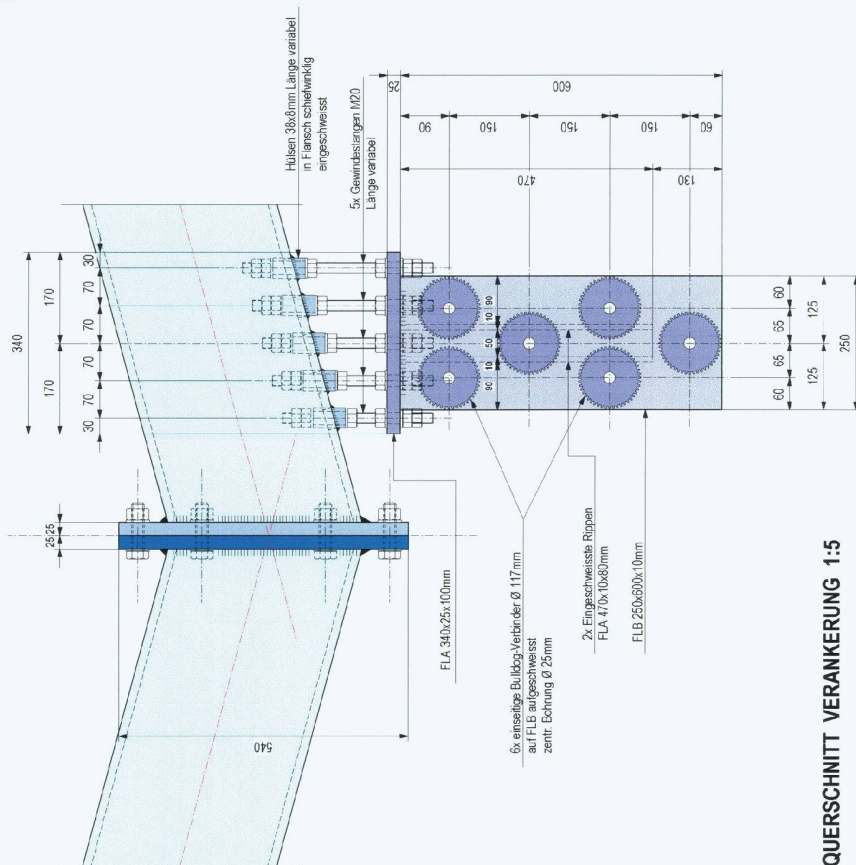 Hülsen 38x8mm Länge variabel
in Flansch schiefwinklig
eingeschweisst
5x Gewindestangen M20
Länge variabel
25
600
90
150
150
150
60
470
130
340
170
170
30
70
70
70
70
30
90
10
50
10
90
60
65
65
60
125
125
250
25
25
540
FLA 340x25x100mm
6x einseitige Bulldog-Verbinder Ø 117mm
auf FLB aufgeschweisst
zentr. Bohrung Ø 25mm
2x Eingeschweisste Rippen
FLA 470x10x80mm
FLB 250x600x10mm
QUERSCHNITT VERANKERUNG 1:5